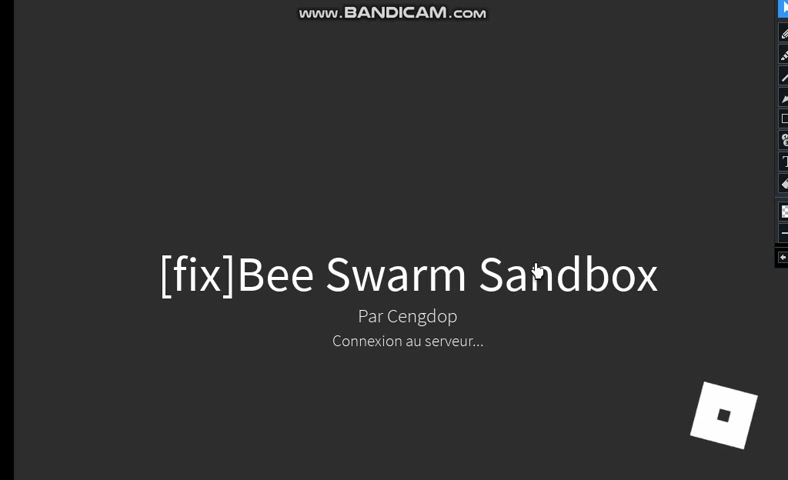 www.BANDICAM.com
[fix]Bee Swarm Sandbox
Par Cengdop
Connexion au serveur...